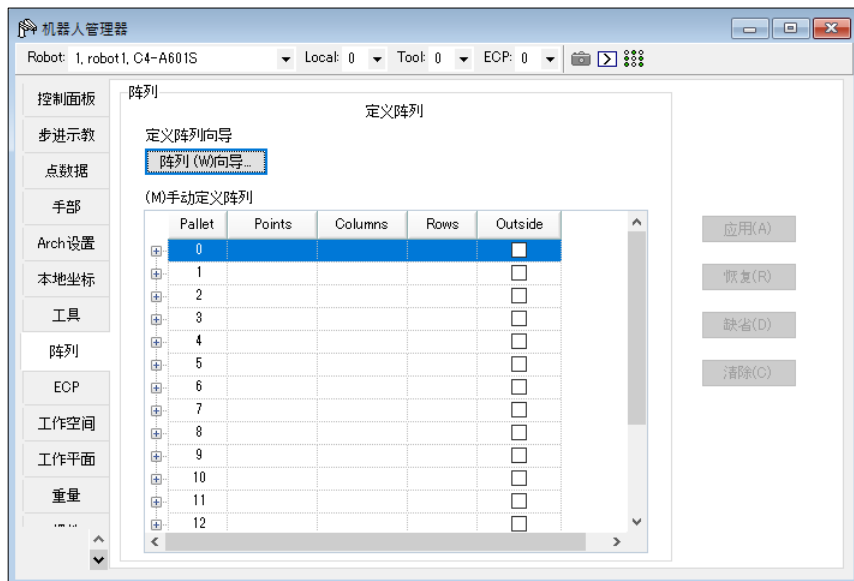 机器人管理器
Robot: 1, robot1, C4-A601S Local: 0 Tool: 0 ECP: 0
控制面板
步进示教
点数据
手部
Arch设置
本地坐标
工具
阵列
ECP
工作空间
工作平面
重量
阵列
定义阵列
定义阵列向导
阵列 (W)向导...
(M)手动定义阵列
Pallet Points Columns Rows Outside
0
1
2
3
4
5
6
7
8
9
10
11
12
应用(A)
恢复(R)
缺省(D)
清除(C)